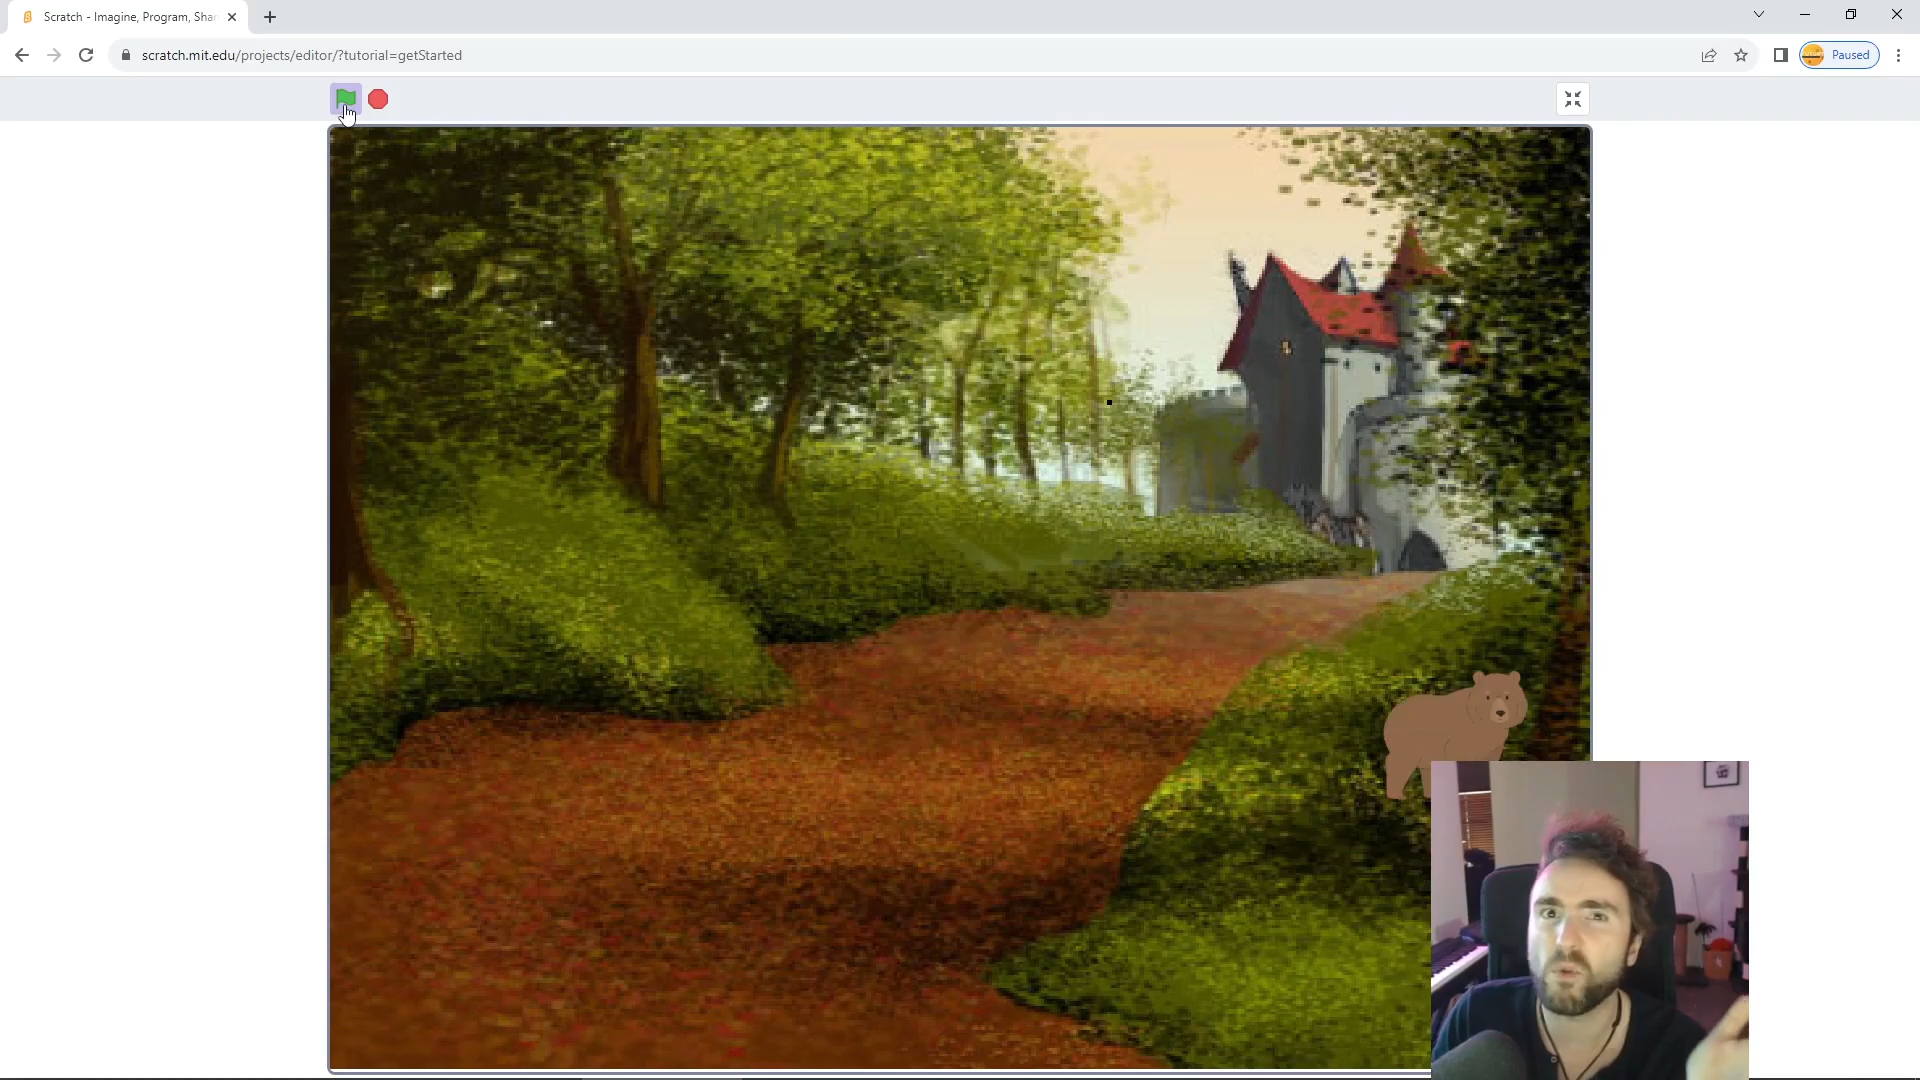 Scratch - Imagine, Program, Shar
scratch.mit.edu/projects/editor/?tutorial=getStarted
Paused